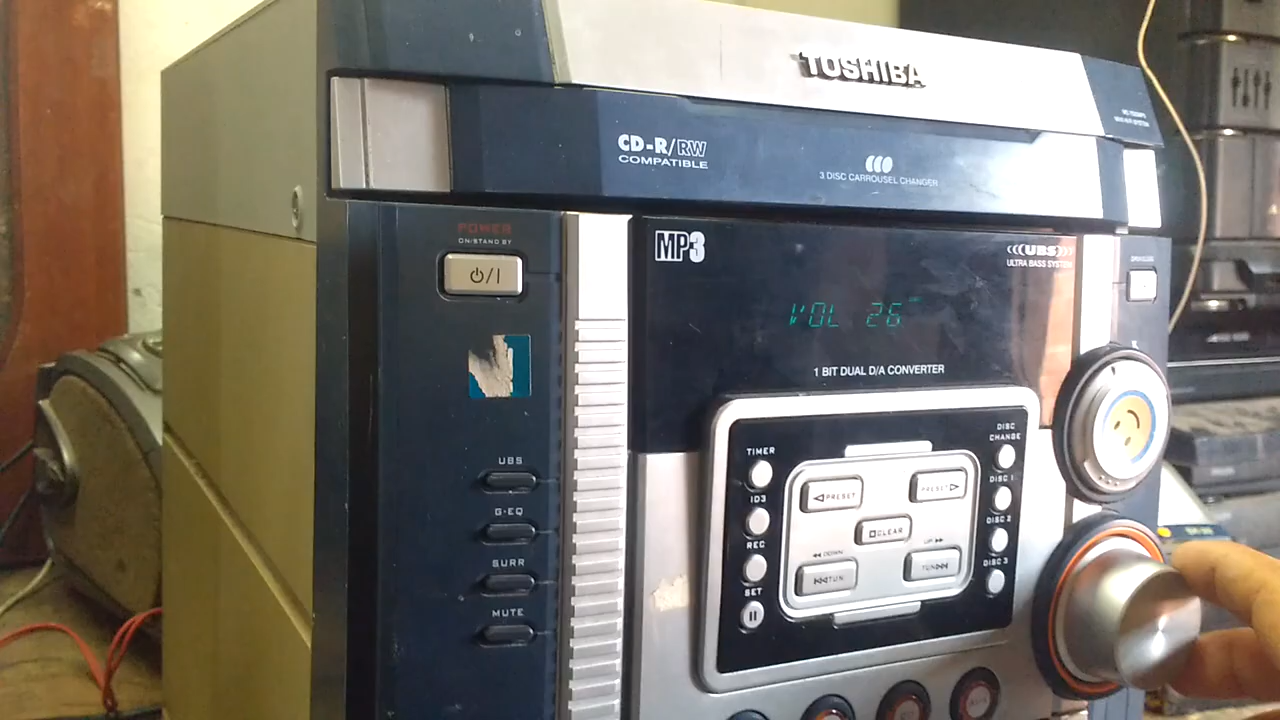 TOSHIBA
CD-R/RW
COMPATIBLE
3 DISC CARROUSEL CHANGER
POWER
ON/STAND BY
MP3
(((UBS)))
ULTRA BASS SYSTEM
VOL 26
1 BIT DUAL D/A CONVERTER
UBS
G-EQ
SURR
MUTE
TIMER
ID3
REC
SET
PRESET
PRESET
CLEAR
DOWN
UP
TUN
TUN
DISC
CHANGE
DISC 1
DISC 2
DISC 3